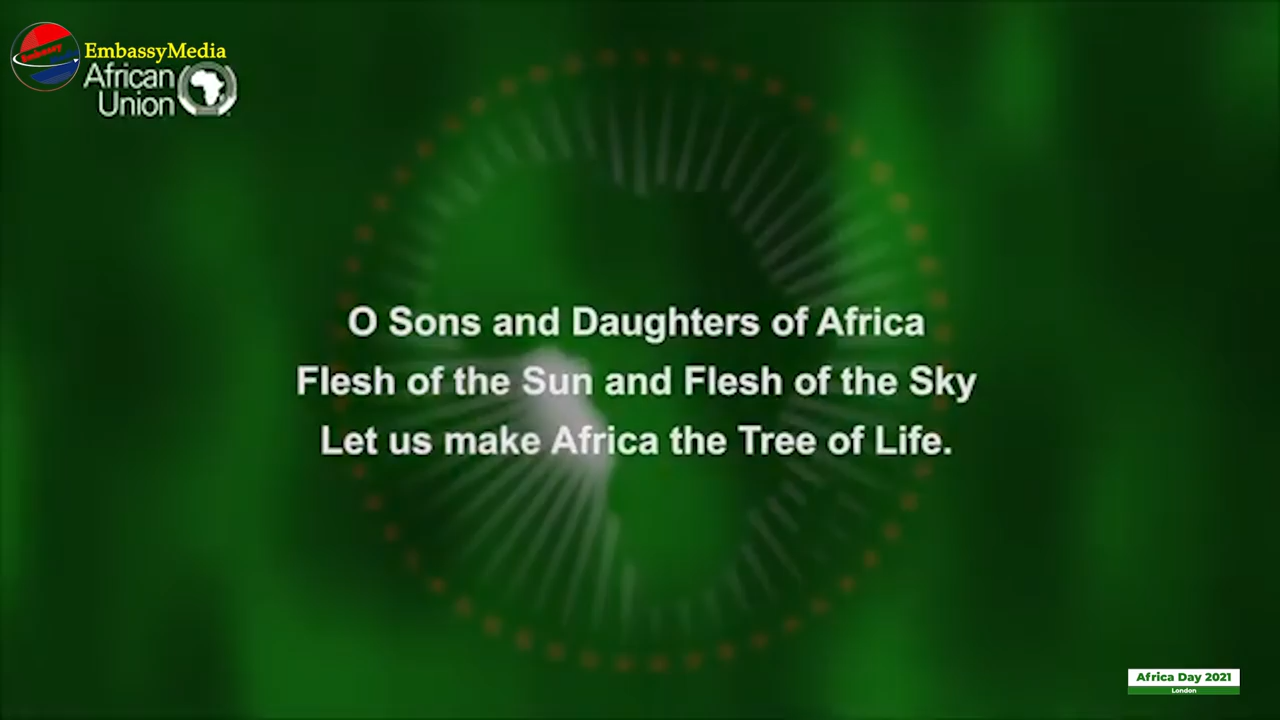 Embassy
EmbassyMedia
African
Union
O Sons and Daughters of Africa
Flesh of the Sun and Flesh of the Sky
Let us make Africa the Tree of Life.
Africa Day 2021
London